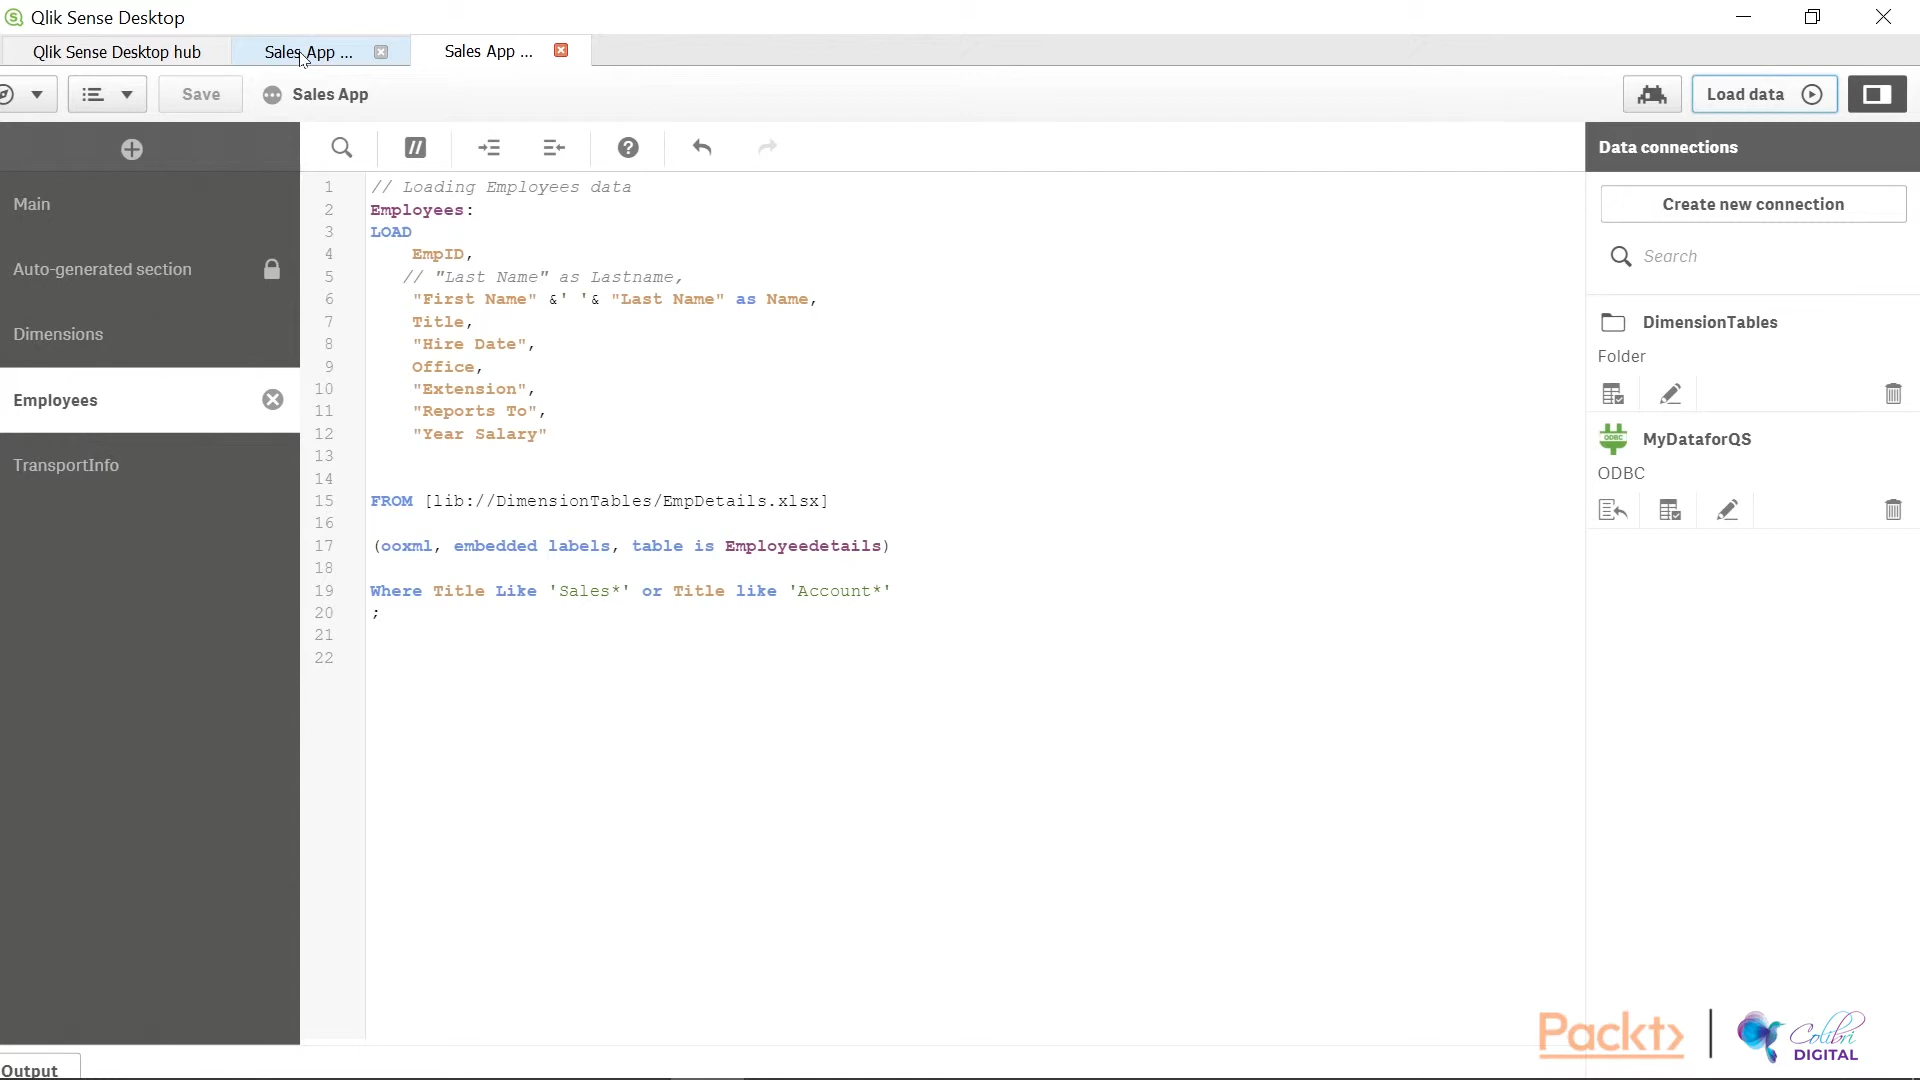 Qlik Sense Desktop
Qlik Sense Desktop hub
Sales App ...
Sales App ...
Save
Sales App
Load data
Main
Auto-generated section
Dimensions
Employees
TransportInfo
1 // Loading Employees data
2 Employees:
3 LOAD
4 EmpID,
5 // "Last Name" as Lastname,
6 "First Name" &' '& "Last Name" as Name,
7 Title,
8 "Hire Date",
9 Office,
10 "Extension",
11 "Reports To",
12 "Year Salary"
13
14
15 FROM [lib://DimensionTables/EmpDetails.xlsx]
16
17 (ooxml, embedded labels, table is Employeedetails)
18
19 Where Title Like 'Sales*' or Title like 'Account*'
20 ;
21
22
Data connections
Create new connection
Search
DimensionTables
Folder
MyDataforQS
ODBC
ODBC
Output
Packt>
Colibri
DIGITAL